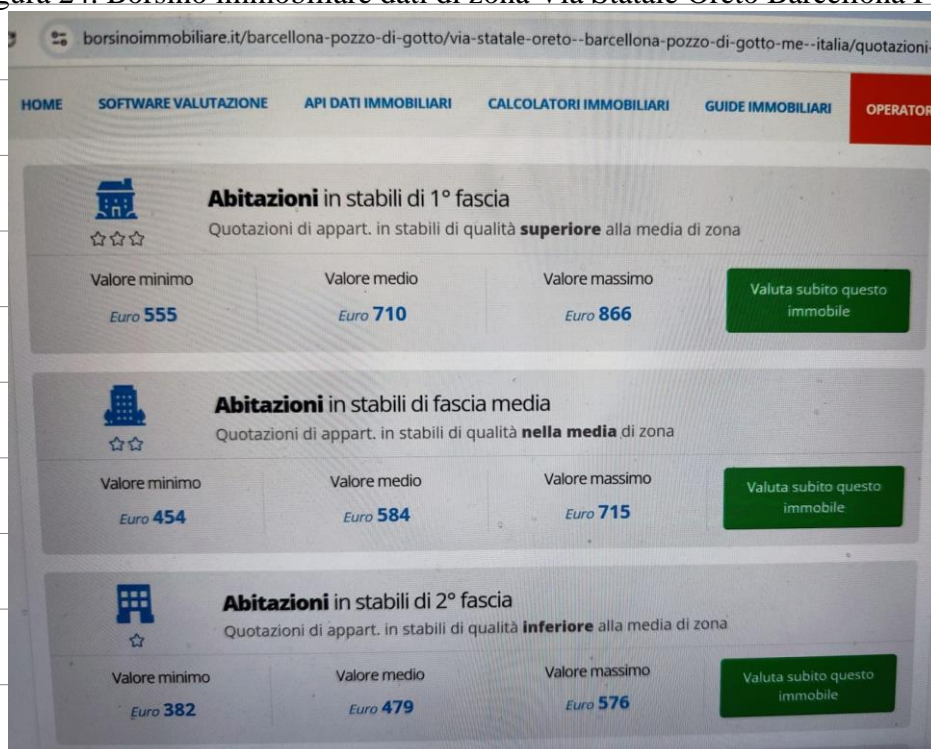 24. Borsino immobiliare dati di zona Via Statale Oreto Barcellona P
borsinoimmobiliare.it/barcellona-pozzo-di-gotto/via-statale-oreto--barcellona-pozzo-di-gotto-me--italia/quotazioni-
HOME SOFTWARE VALUTAZIONE API DATI IMMOBILIARI CALCOLATORI IMMOBILIARI GUIDE IMMOBILIARI OPERATOR
Abitazioni in stabili di 1° fascia
Quotazioni di appart. in stabili di qualità superiore alla media di zona
Valore minimo Valore medio Valore massimo
Euro 555 Euro 710 Euro 866
Valuta subito questo
immobile
Abitazioni in stabili di fascia media
Quotazioni di appart. in stabili di qualità nella media di zona
Valore minimo Valore medio Valore massimo
Euro 454 Euro 584 Euro 715
Valuta subito questo
immobile
Abitazioni in stabili di 2° fascia
Quotazioni di appart. in stabili di qualità inferiore alla media di zona
Valore minimo Valore medio Valore massimo
Euro 382 Euro 479 Euro 576
Valuta subito questo
immobile